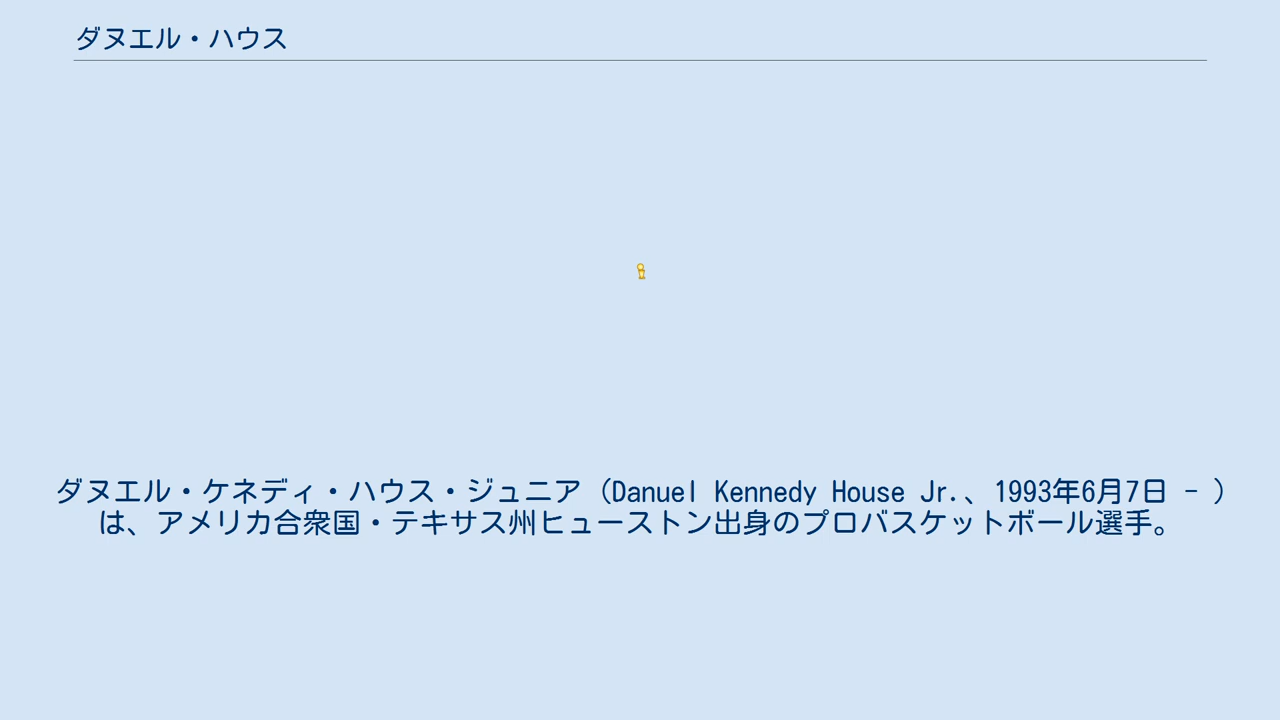 ダヌエル・ハウス
ダヌエル・ケネディ・ハウス・ジュニア（Danuel Kennedy House Jr.、1993年6月7日 - ）
は、アメリカ合衆国・テキサス州ヒューストン出身のプロバスケットボール選手。